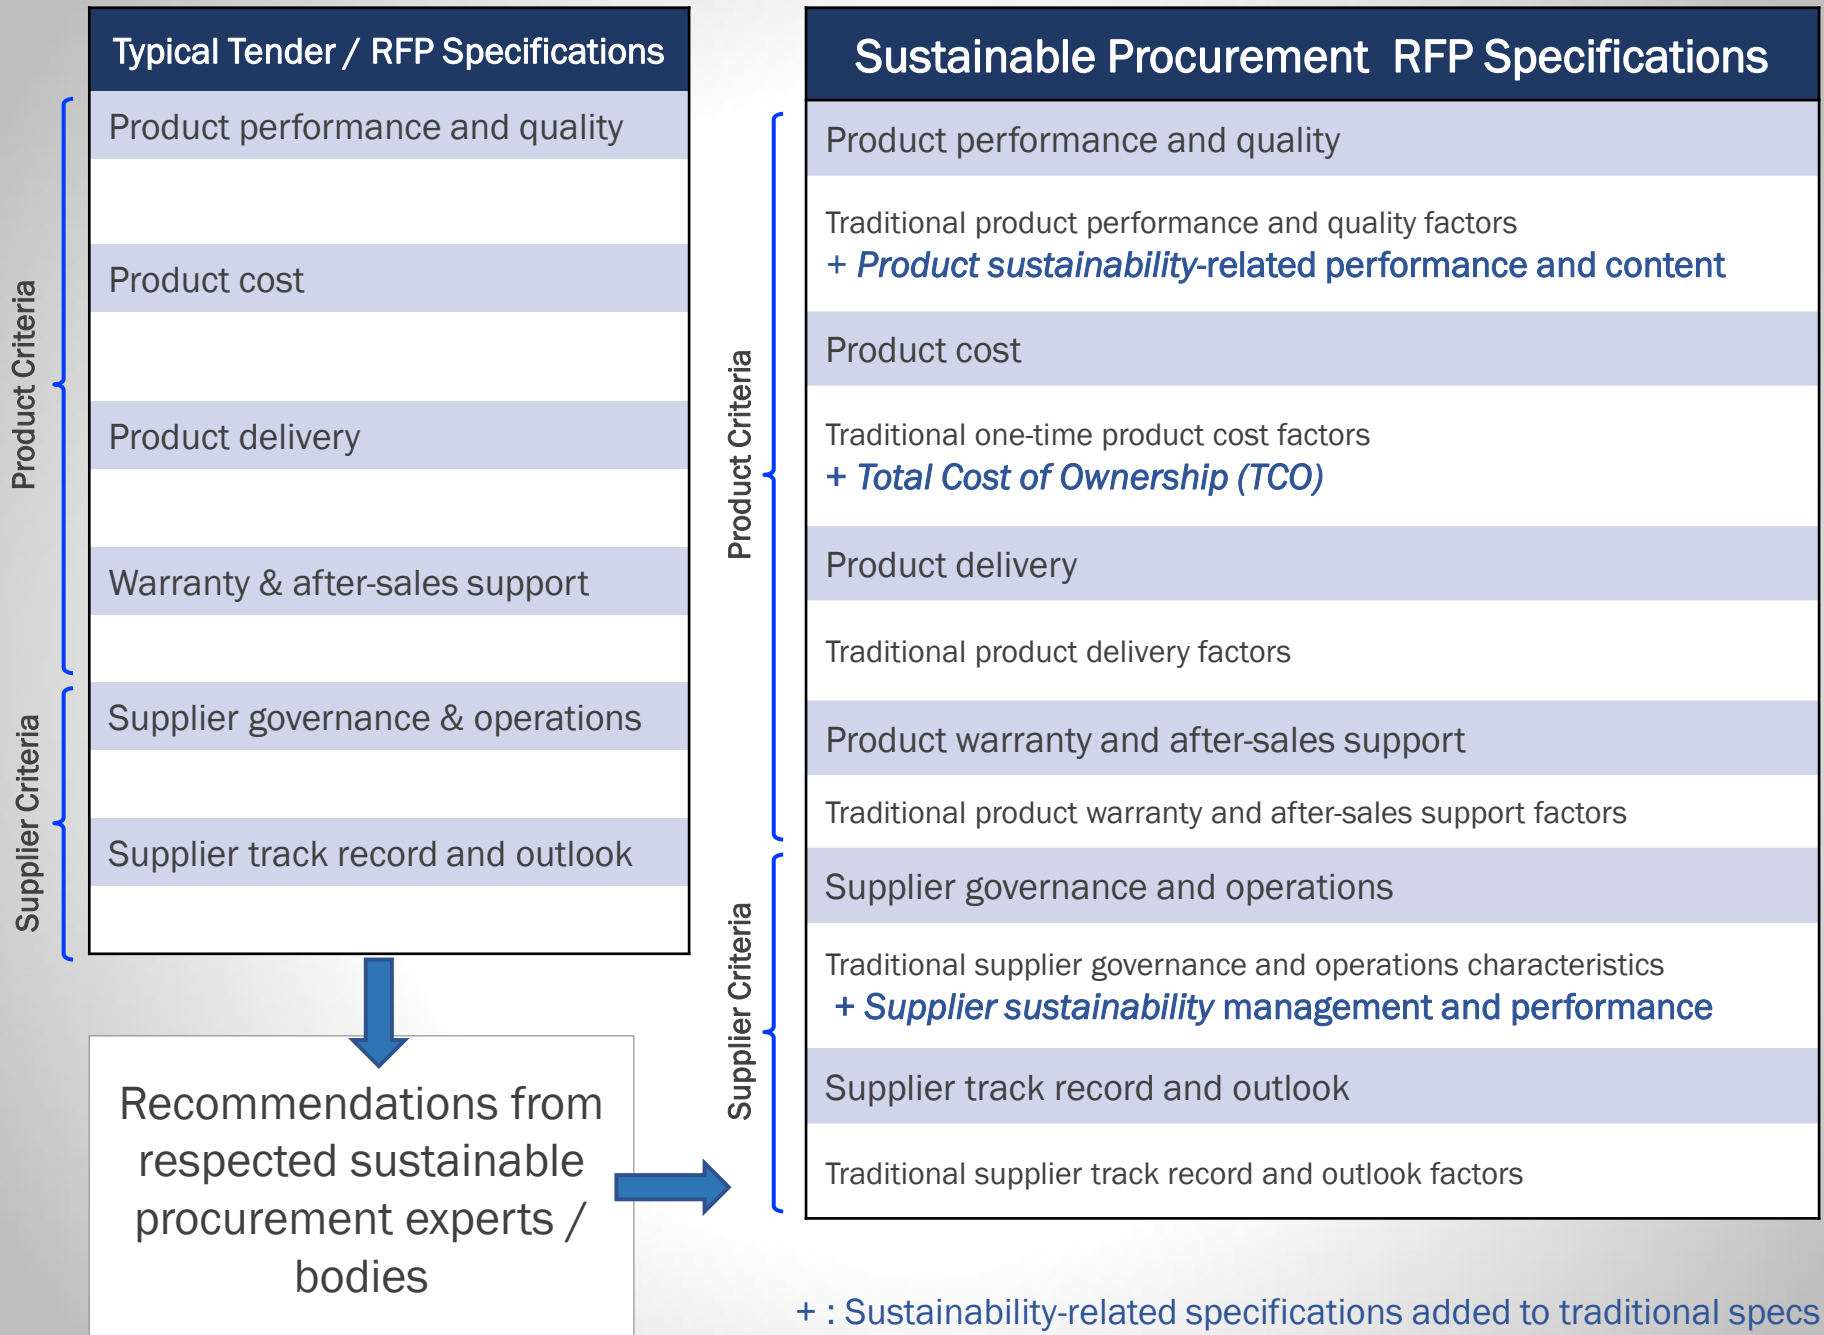 Typical Tender / RFP Specifications
Product Criteria
Product performance and quality
Product cost
Product delivery
Warranty & after-sales support
Supplier Criteria
Supplier governance & operations
Supplier track record and outlook
Recommendations from
respected sustainable
procurement experts /
bodies
Sustainable Procurement RFP Specifications
Product Criteria
Product performance and quality
Traditional product performance and quality factors
+ Product sustainability-related performance and content
Product cost
Traditional one-time product cost factors
+ Total Cost of Ownership (TCO)
Product delivery
Traditional product delivery factors
Product warranty and after-sales support
Traditional product warranty and after-sales support factors
Supplier Criteria
Supplier governance and operations
Traditional supplier governance and operations characteristics
+ Supplier sustainability management and performance
Supplier track record and outlook
Traditional supplier track record and outlook factors
+ : Sustainability-related specifications added to traditional specs